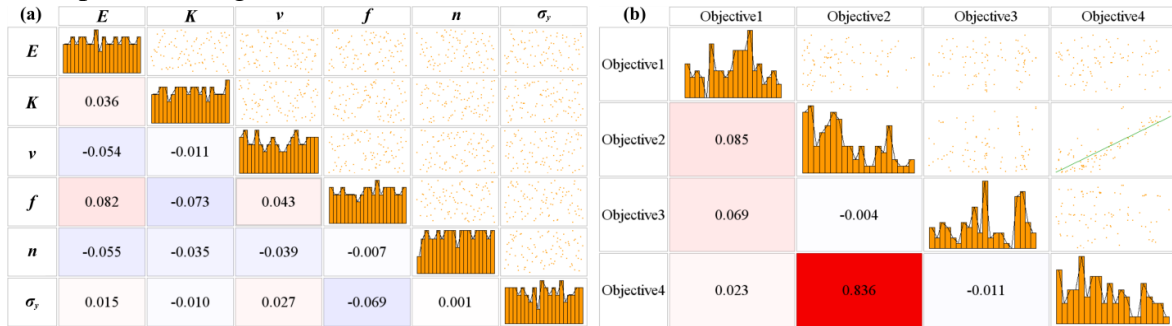 (a) E K v f n σy
E
K 0.036
v -0.054 -0.011
f 0.082 -0.073 0.043
n -0.055 -0.035 -0.039 -0.007
σy 0.015 -0.010 0.027 -0.069 0.001
(b) Objective1 Objective2 Objective3 Objective4
Objective1
Objective2 0.085
Objective3 0.069 -0.004
Objective4 0.023 0.836 -0.011